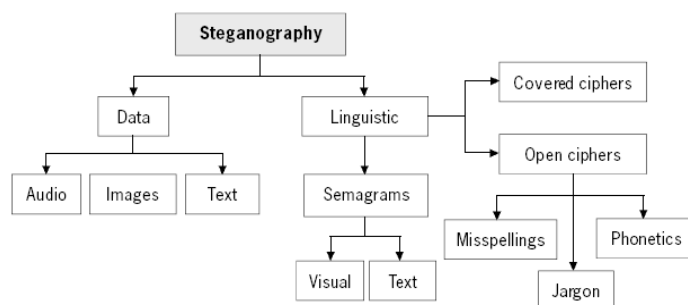 Steganography
Covered ciphers
Data
Linguistic
Open ciphers
Audio
Images
Text
Semagrams
Misspellings
Phonetics
Visual
Text
Jargon